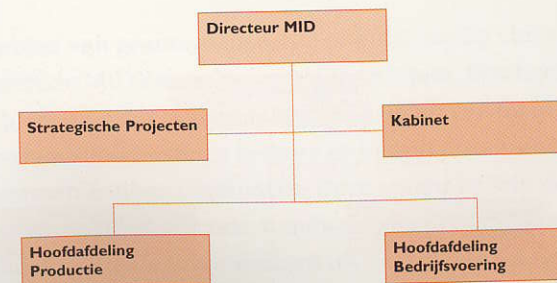 Directeur MID
Strategische Projecten
Kabinet
Hoofdafdeling
Productie
Hoofdafdeling
Bedrijfsvoering